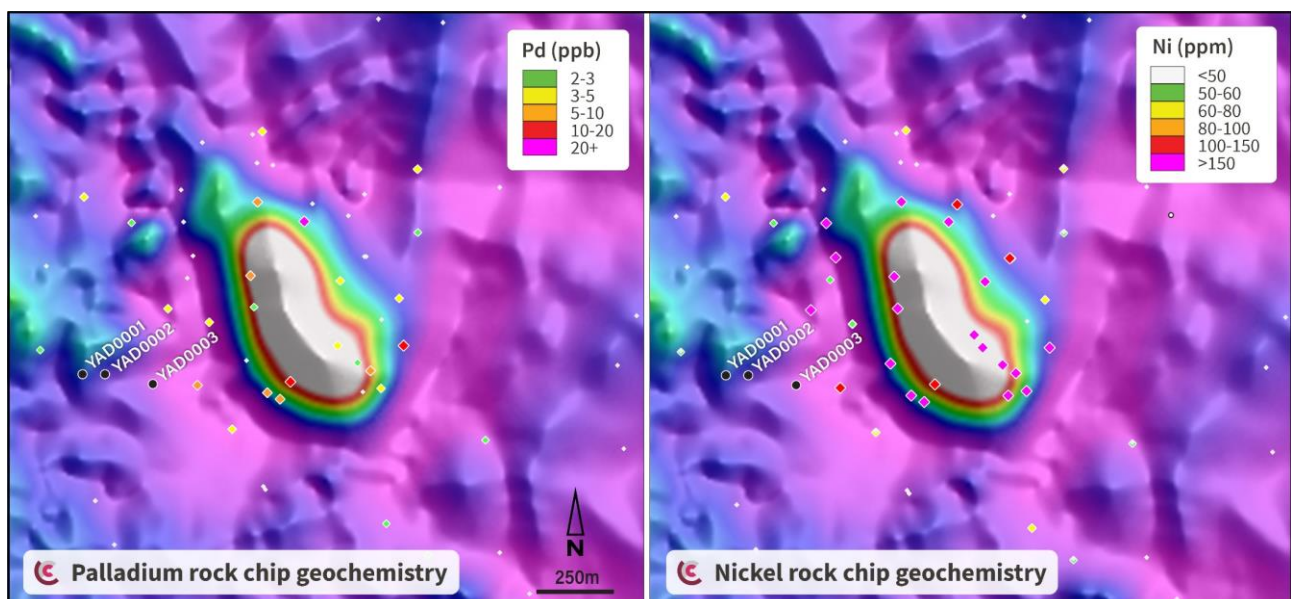 Pd (ppb)
2-3
3-5
5-10
10-20
20+
YAD0001
YAD0002
YAD0003
N
250m
Palladium rock chip geochemistry
Ni (ppm)
<50
50-60
60-80
80-100
100-150
>150
YAD0001
YAD0002
YAD0003
Nickel rock chip geochemistry